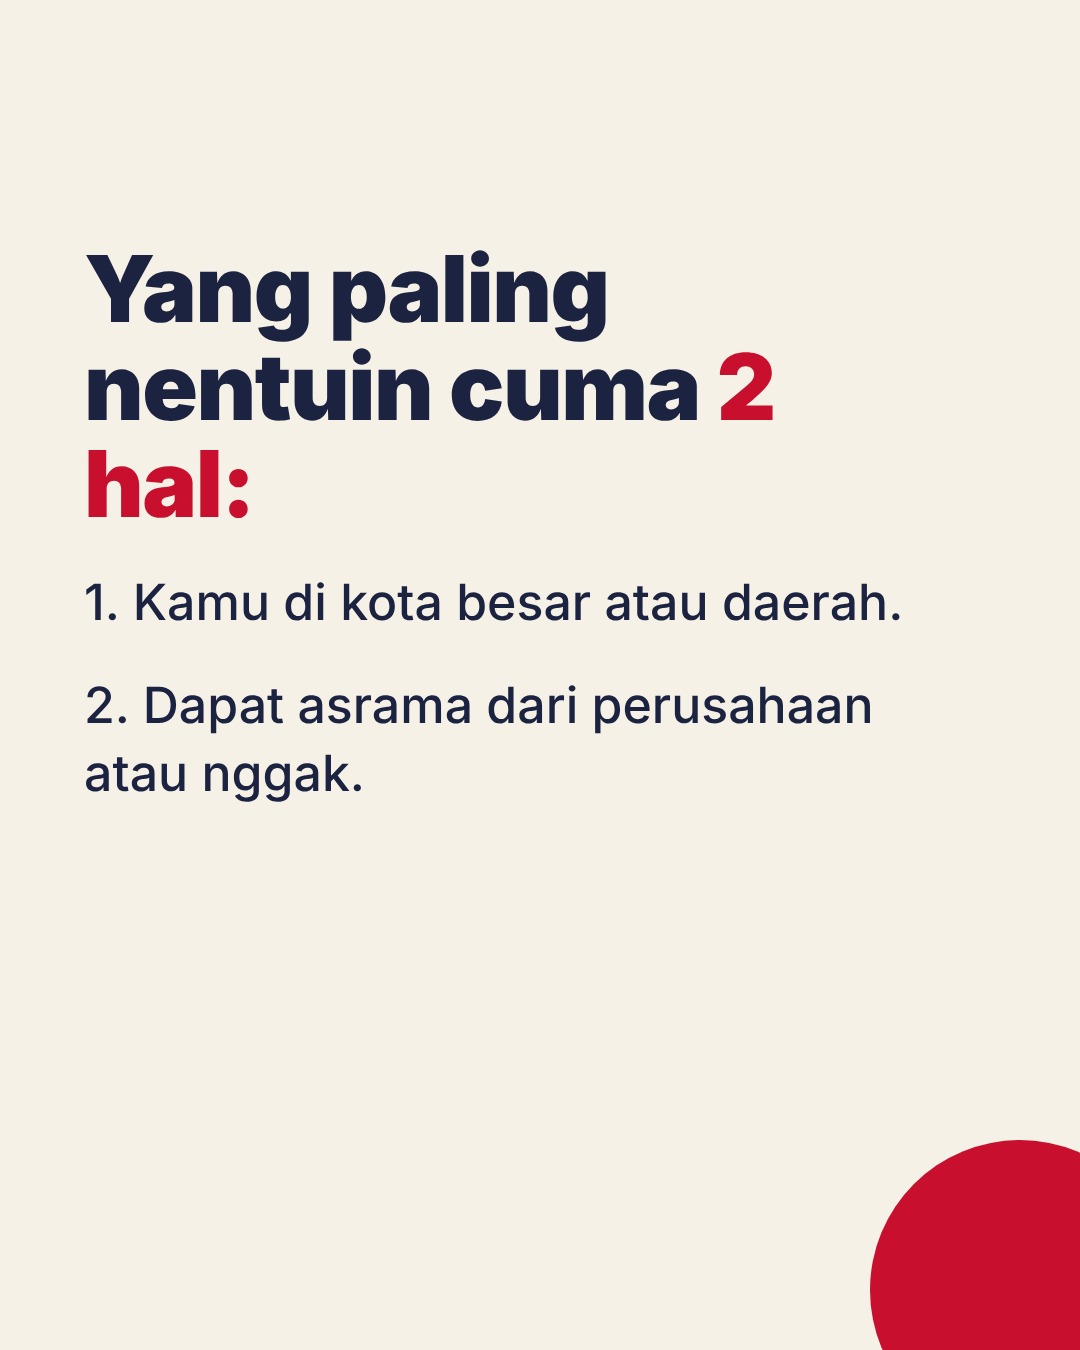 Yang paling
nentuin cuma 2
hal:
1. Kamu di kota besar atau daerah.
2. Dapat asrama dari perusahaan
atau nggak.